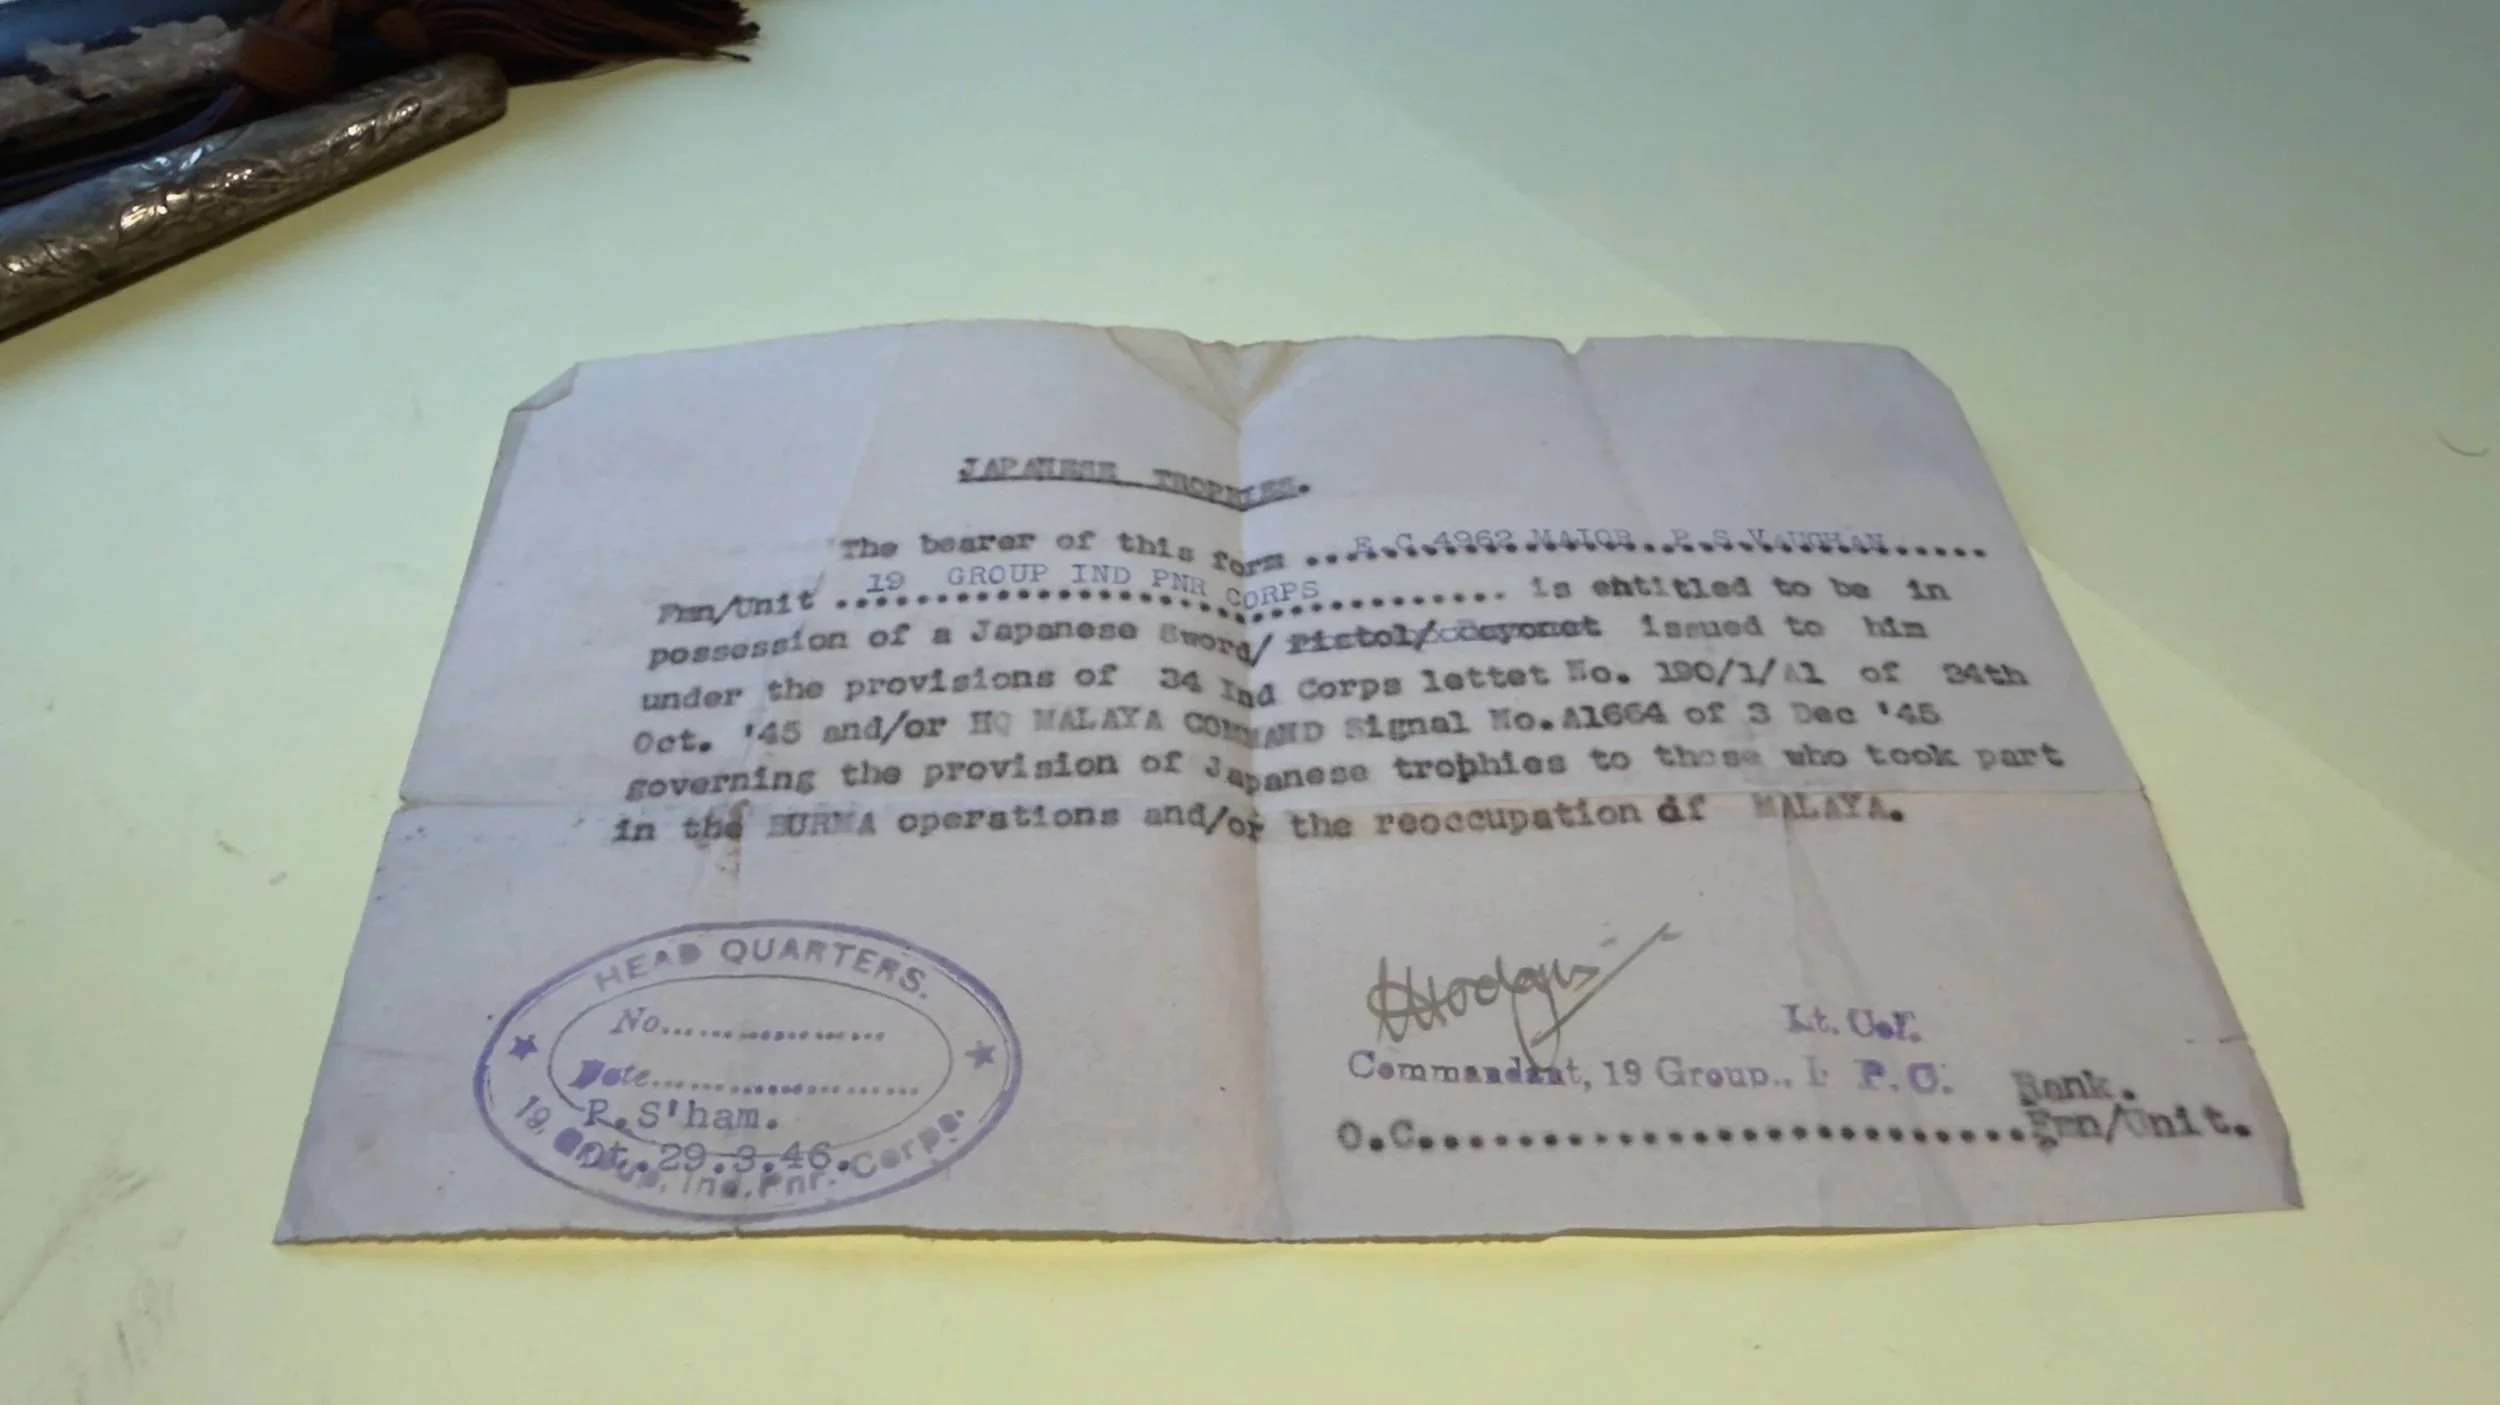 JAPANESE TROPHIES.
The bearer of this form ...E.C.4962.MAJOR..P.S.VAUGHAN......
Fmn/Unit ...19 GROUP IND PNR CORPS............ is entitled to be in
possession of a Japanese Sword/ Pistol/ Bayonet issued to him
under the provisions of 34 Ind Corps lettet No. 190/1/A1 of 24th
Oct. '45 and/or HQ MALAYA COMMAND Signal No.A1664 of 3 Dec '45
governing the provision of Japanese trophies to those who took part
in the BURMA operations and/or the reoccupation of MALAYA.
HEAD QUARTERS.
No....................
Date........................
P.S'ham.
Dt.29.3.46.
19, Group, Ind. Pnr. Corps.
Lt. Col.
Commandant, 19 Group., I. P. C.
Rank.
O.C..............................Fmn/Unit.